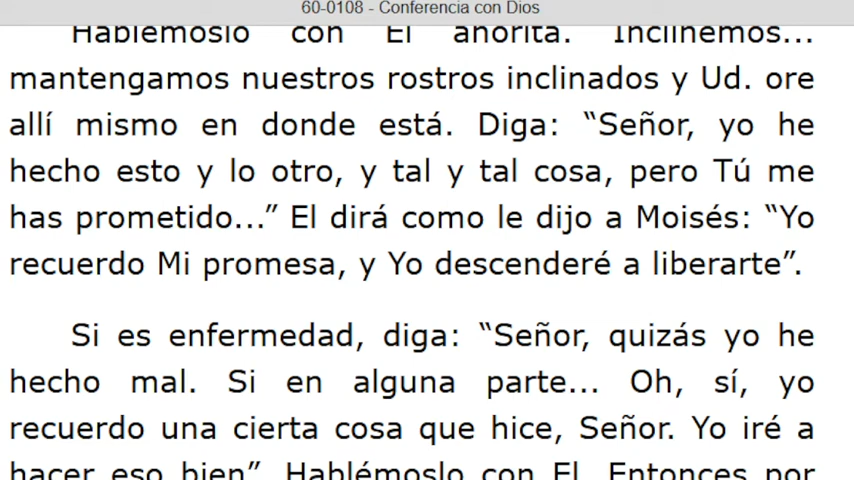 60-0108 - Conferencia con Dios
Hablémoslo con El ahorita. Inclinemos...
mantengamos nuestros rostros inclinados y Ud. ore
allí mismo en donde está. Diga: “Señor, yo he
hecho esto y lo otro, y tal y tal cosa, pero Tú me
has prometido...” El dirá como le dijo a Moisés: “Yo
recuerdo Mi promesa, y Yo descenderé a liberarte”.
Si es enfermedad, diga: “Señor, quizás yo he
hecho mal. Si en alguna parte... Oh, sí, yo
recuerdo una cierta cosa que hice, Señor. Yo iré a
hacer eso bien”. Hablémoslo con El. Entonces por